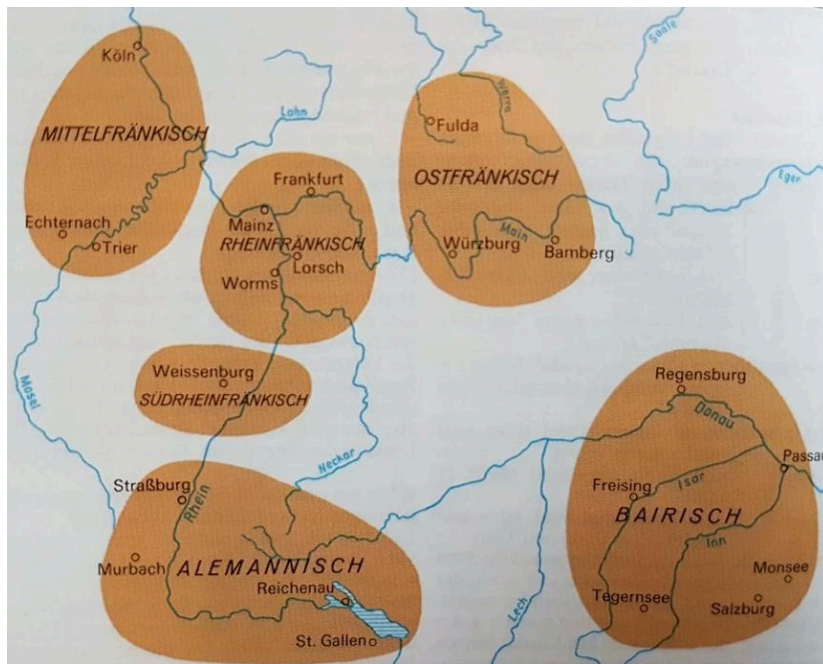 Köln
Saale
Lahn
Werra
Fulda
MITTELFRÄNKISCH
Frankfurt
OSTFRÄNKISCH
Eger
Echternach
Mainz
Main
Trier
RHEINFRÄNKISCH
Würzburg
Bamberg
Lorsch
Worms
Weissenburg
Regensburg
SÜDRHEINFRÄNKISCH
Mosel
Donau
Neckar
Passau
Straßburg
Rhein
Freising
Isar
BAIRISCH
Inn
Murbach
ALEMANNISCH
Monsee
Reichenau
Tegernsee
Salzburg
Lech
St. Gallen